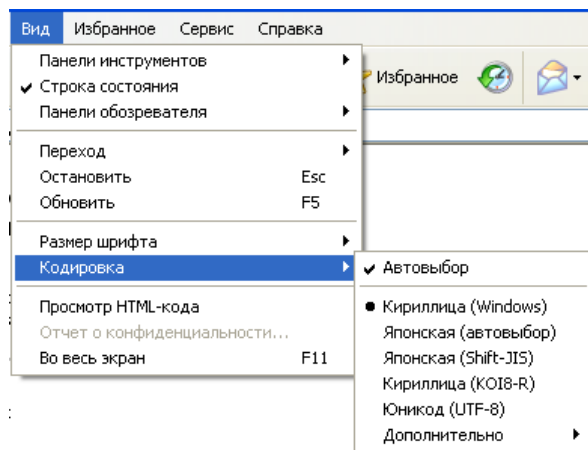 Вид Избранное Сервис Справка
Панели инструментов
Строка состояния
Избранное
Панели обозревателя
Переход
Остановить Esc
Обновить F5
Размер шрифта
Кодировка
Автовыбор
Просмотр HTML-кода
Кириллица (Windows)
Отчет о конфиденциальности...
Японская (автовыбор)
Во весь экран F11
Японская (Shift-JIS)
Кириллица (KOI8-R)
Юникод (UTF-8)
Дополнительно